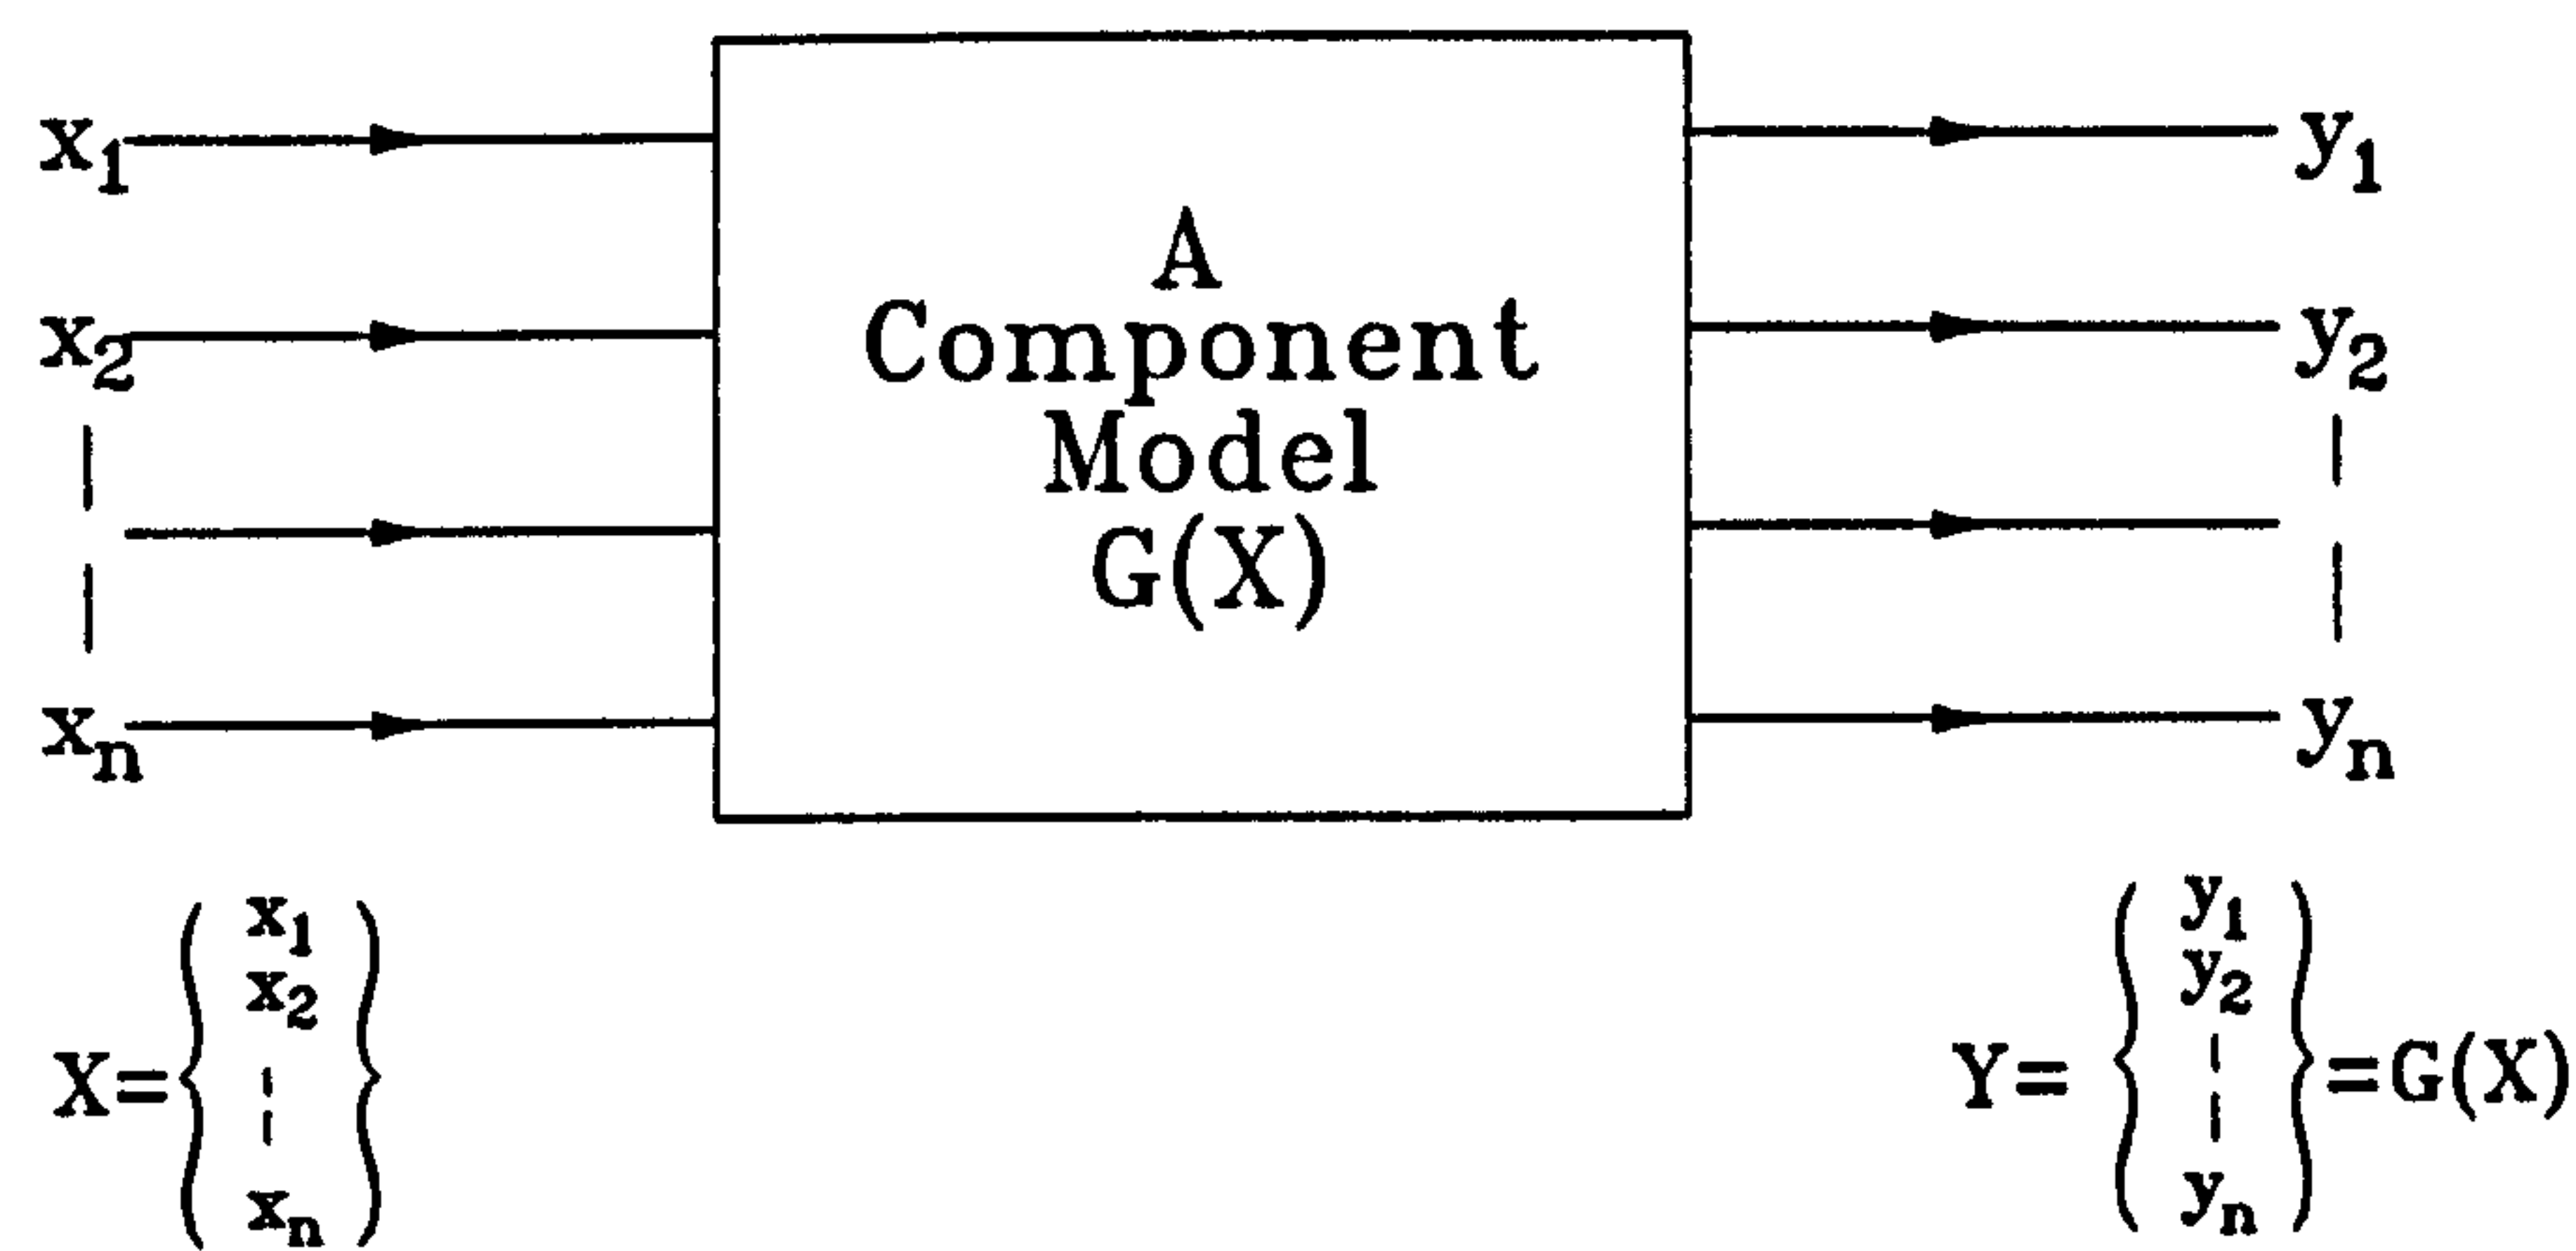 x₁ y₁
A
x₂ Component y₂
Model
G(X)
xₙ yₙ
x₁ y₁
x₂ y₂
X={ } Y={ }=G(X)
xₙ yₙ